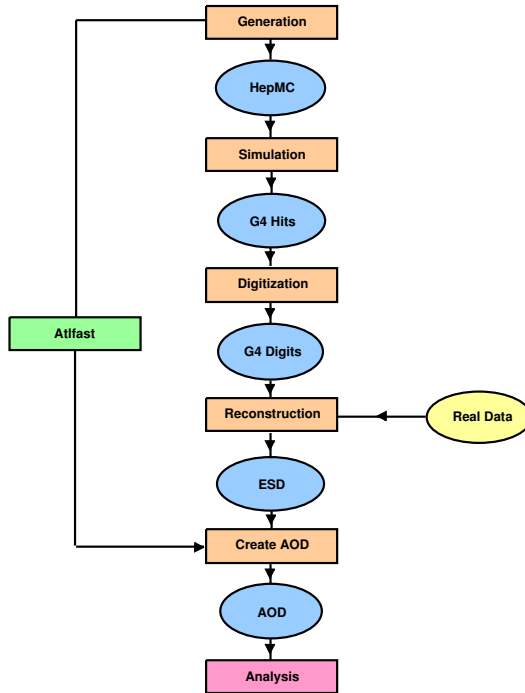 Generation
HepMC
Simulation
G4 Hits
Digitization
Atlfast
G4 Digits
Reconstruction
Real Data
ESD
Create AOD
AOD
Analysis